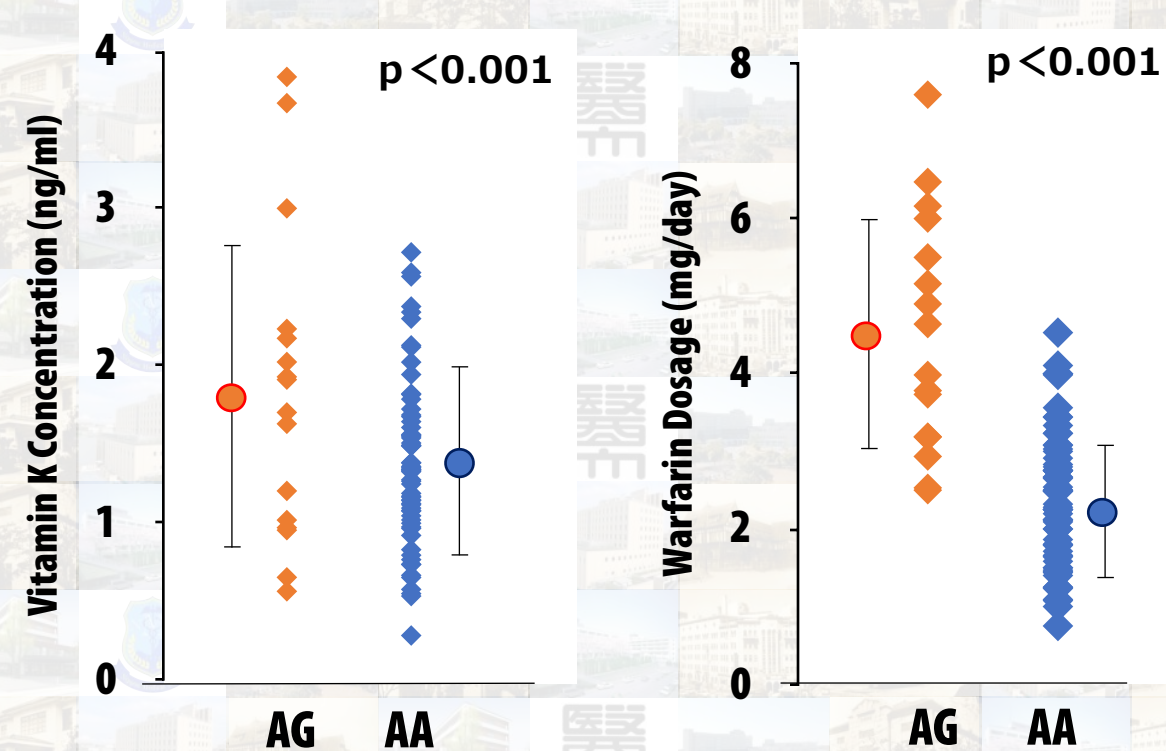 Vitamin K Concentration (ng/ml)
4
3
2
1
0
p<0.001
AG AA
Warfarin Dosage (mg/day)
8
6
4
2
0
p<0.001
AG AA